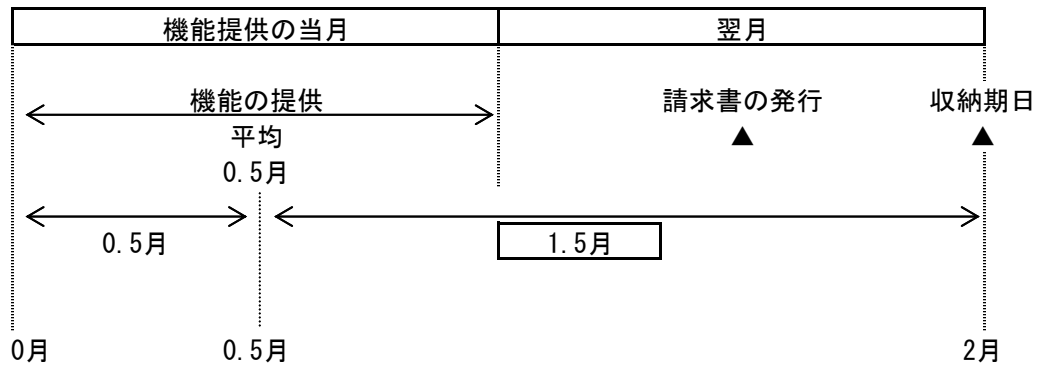 機能提供の当月 翌月
機能の提供 請求書の発行 収納期日
平均 ▲ ▲
0.5月
0.5月 1.5月
0月 0.5月 2月